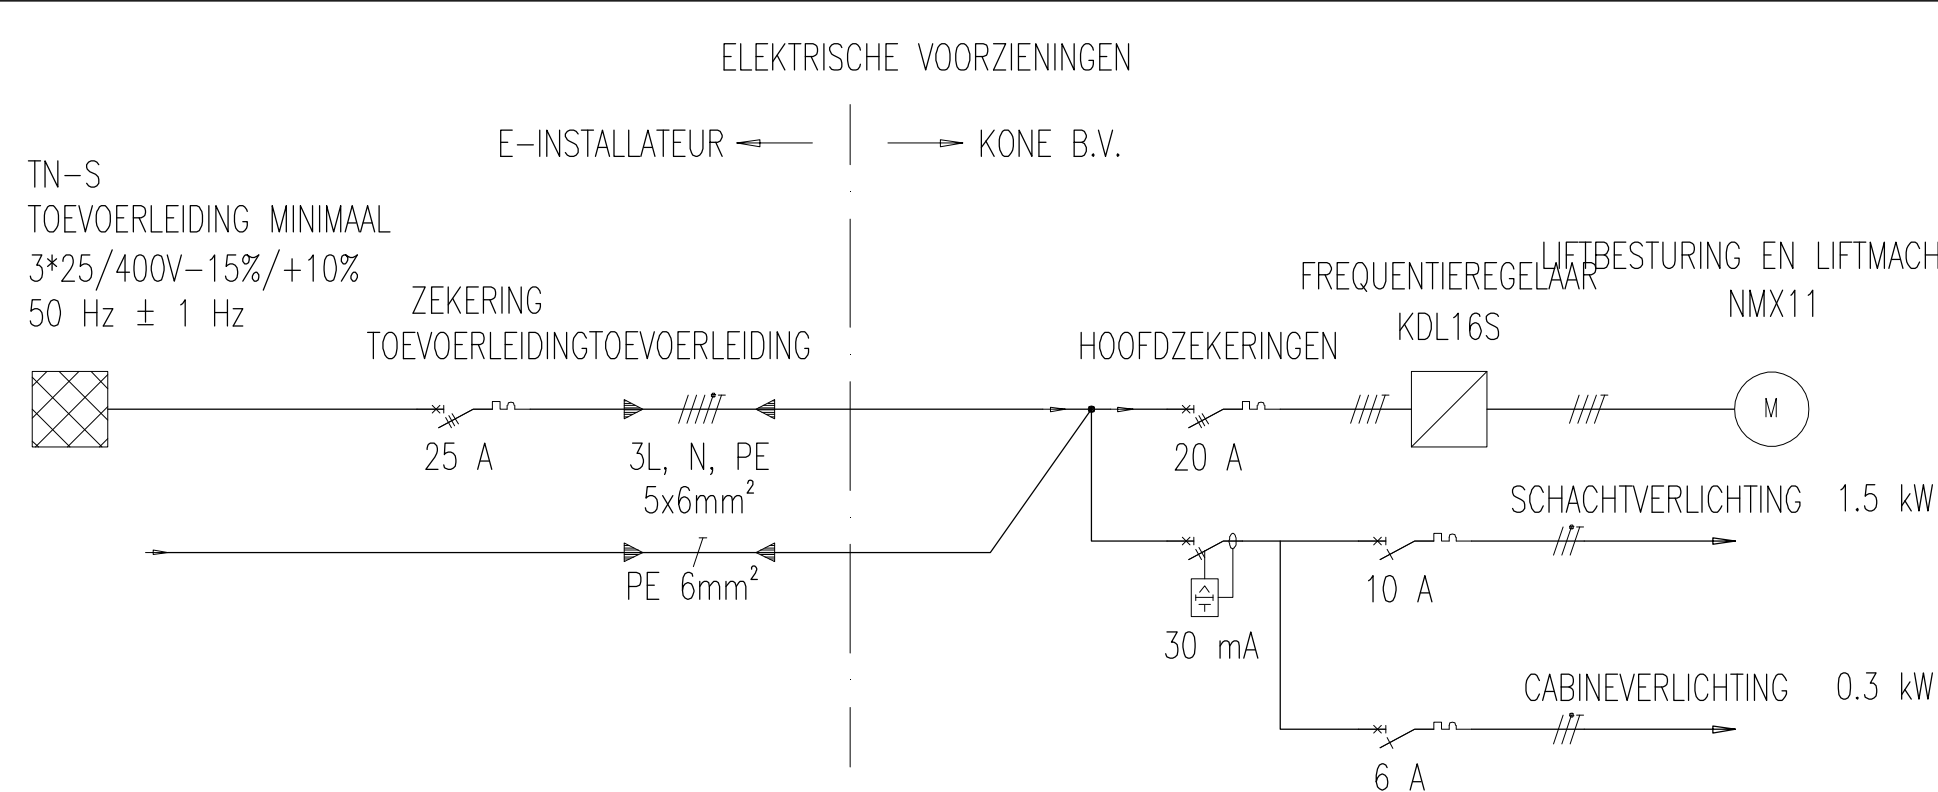 ELEKTRISCHE VOORZIENINGEN
E-INSTALLATEUR
KONE B.V.
TN-S
TOEVOERLEIDING MINIMAAL
3*25/400V-15%/+10%
50 Hz ± 1 Hz
ZEKERING
TOEVOERLEIDING
TOEVOERLEIDING
HOOFDZEKERINGEN
FREQUENTIEREGELAAR
KDL16S
LIFTBESTURING EN LIFTMACH
NMX11
M
25 A
3L, N, PE
5x6mm²
20 A
PE 6mm²
30 mA
SCHACHTVERLICHTING 1.5 kW
10 A
CABINEVERLICHTING 0.3 kW
6 A